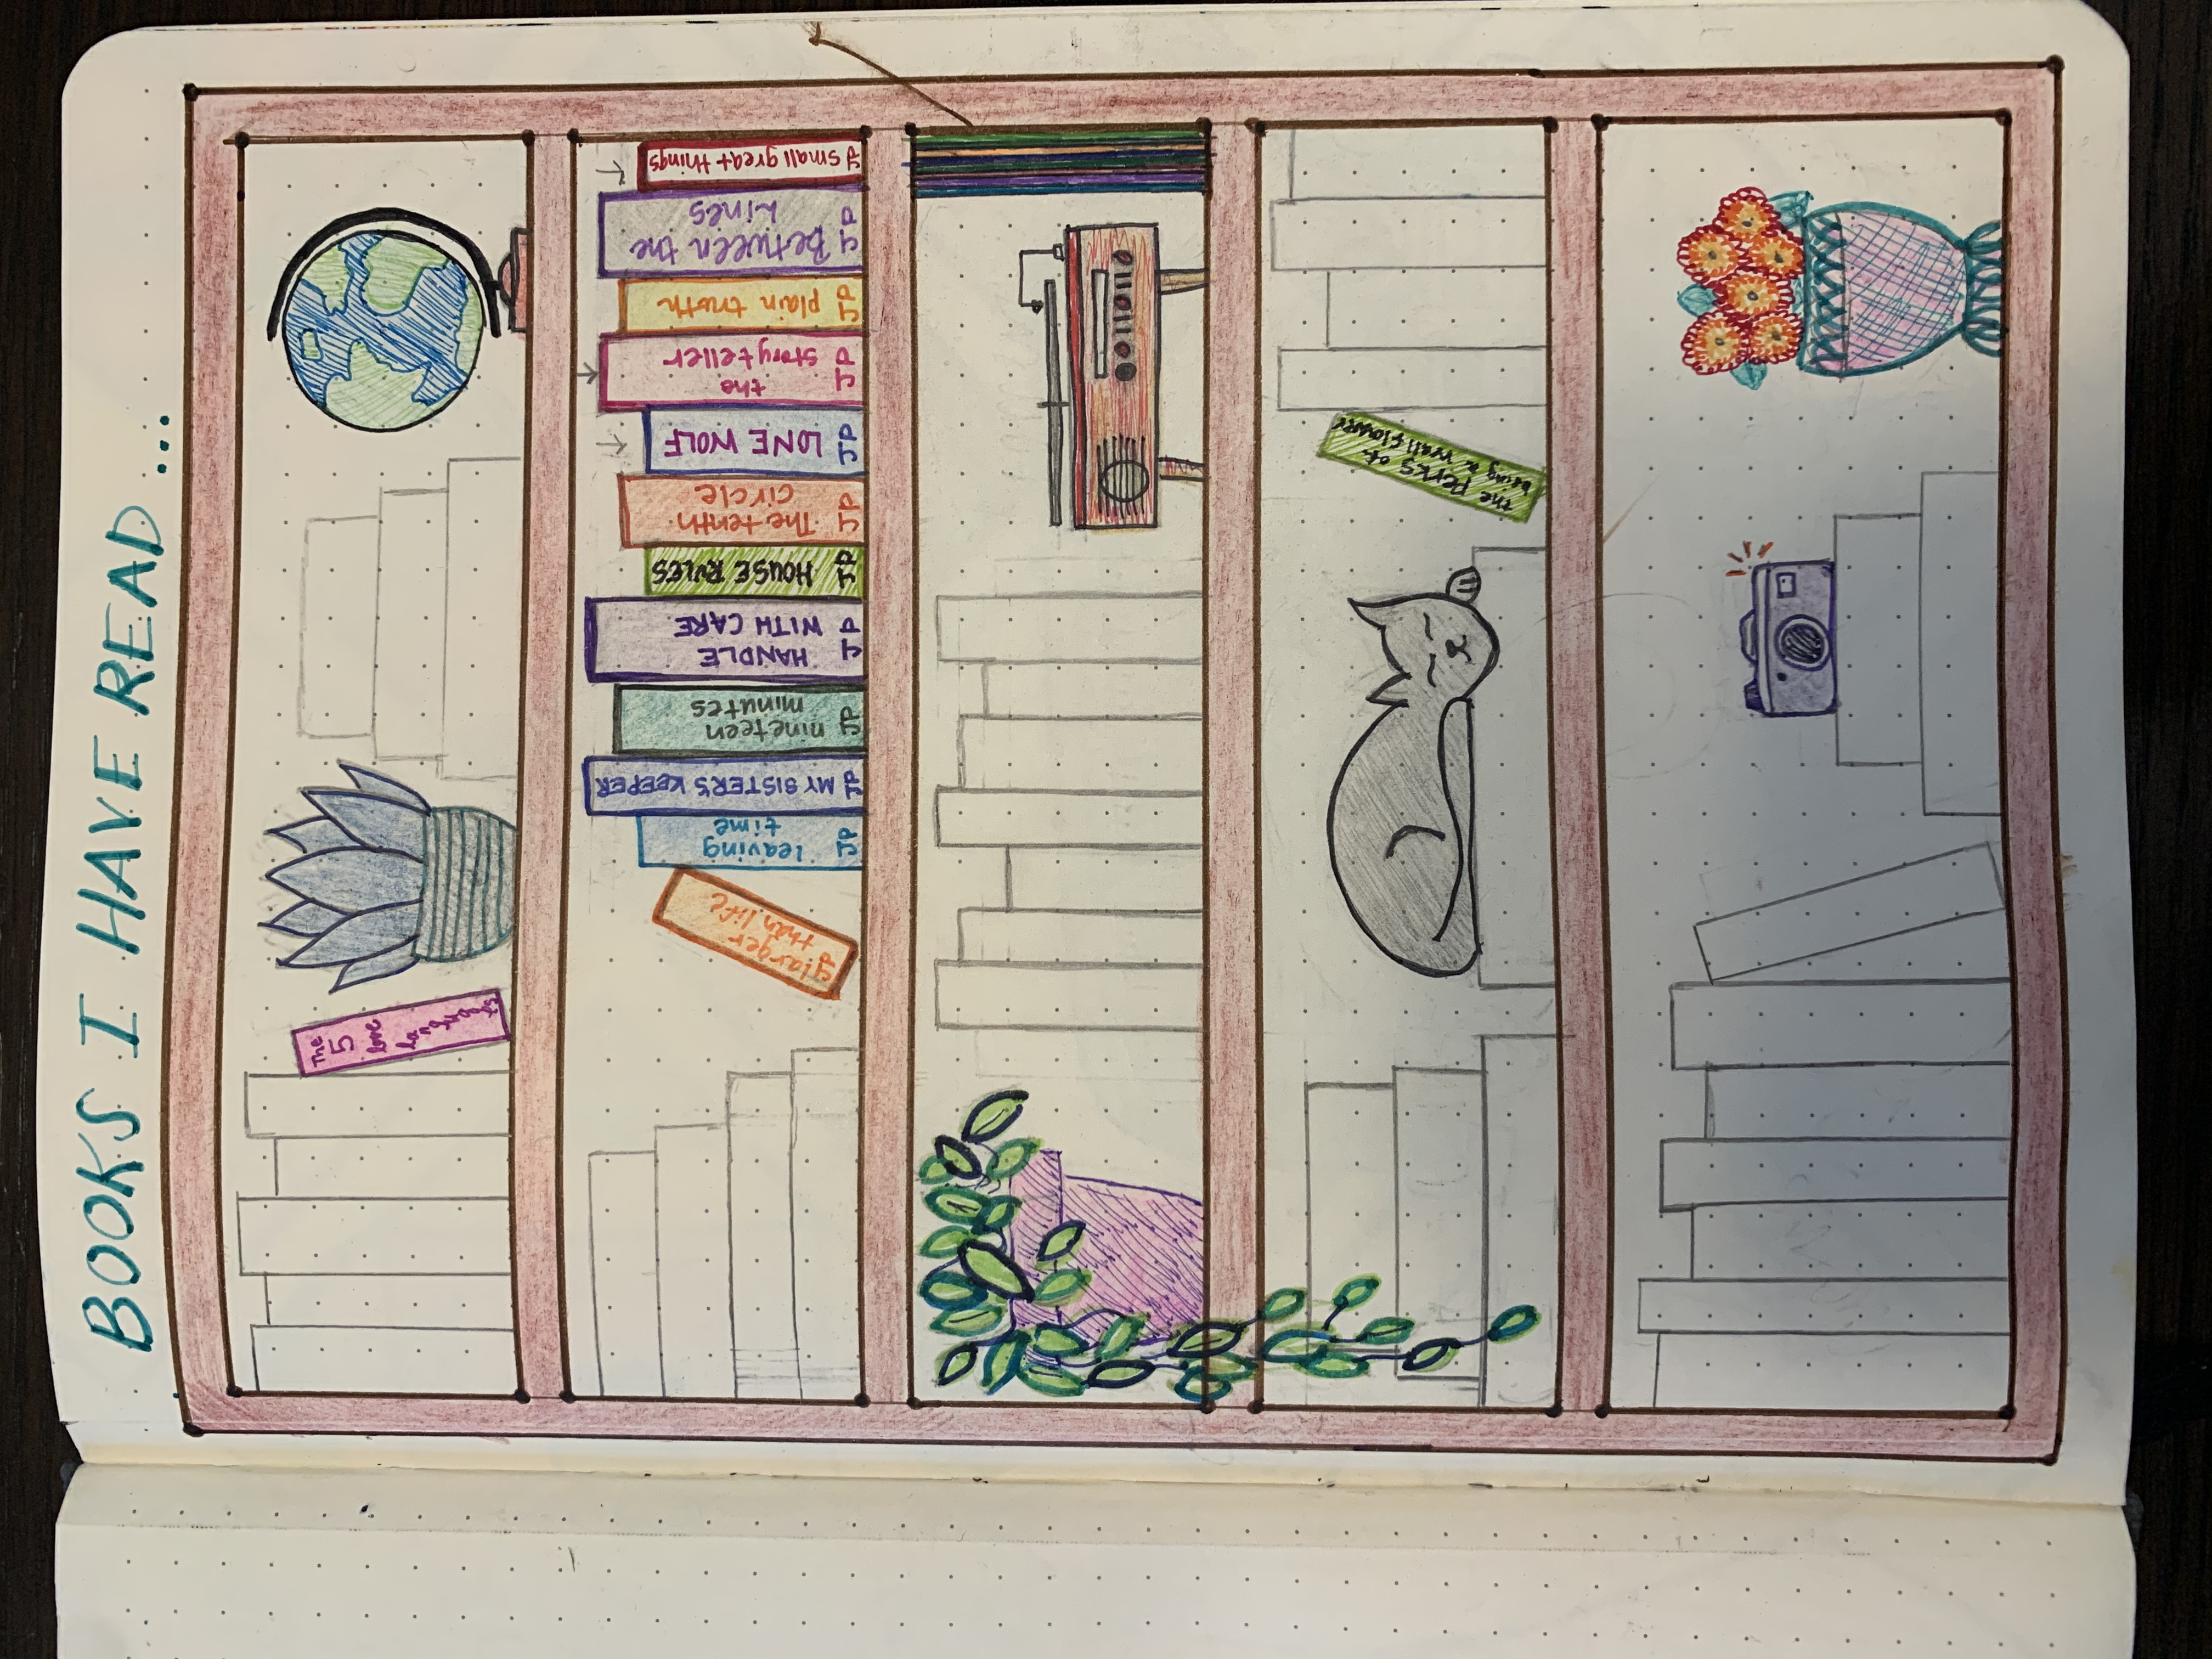 BOOKS I HAVE READ...
The
5
love
languages
JP larger
than life
JP leaving
time
JP MY SISTER'S KEEPER
JP nineteen
minutes
JP HANDLE
WITH CARE
JP HOUSE RULES
JP The tenth
circle
JP LONE WOLF
JP the
storyteller
JP plain truth
JP Between the
Lines
JP small great things
The Perks of
being a wallflower